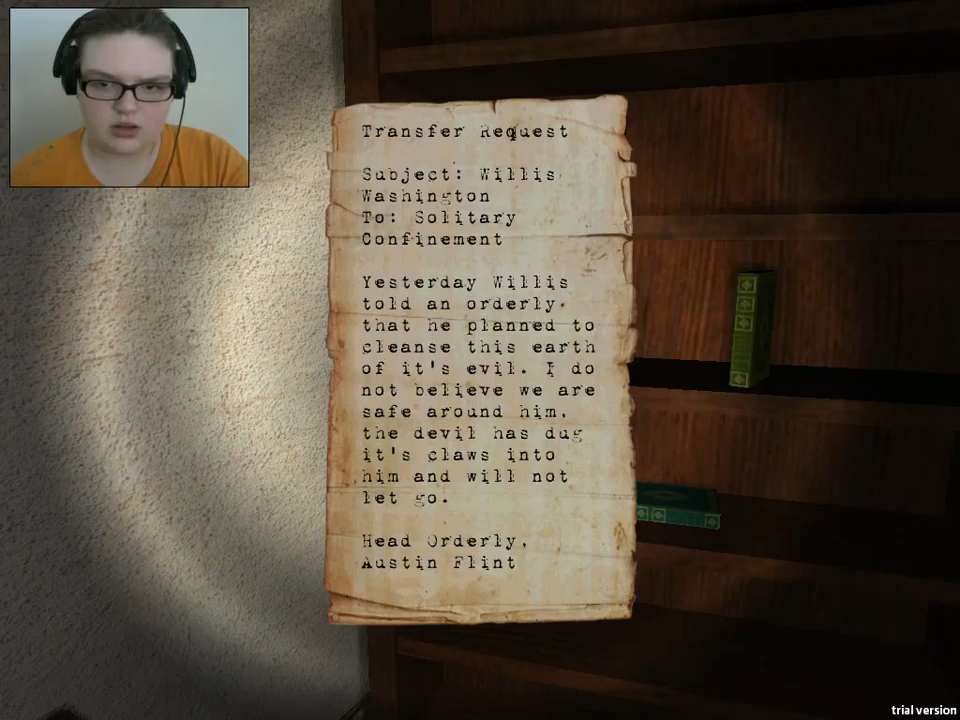 Transfer Request
Subject: Willis
Washington
To: Solitary
Confinement
Yesterday Willis
told an orderly
that he planned to
cleanse this earth
of it's evil. I do
not believe we are
safe around him,
the devil has dug
it's claws into
him and will not
let go.
Head Orderly,
Austin Flint
trial version